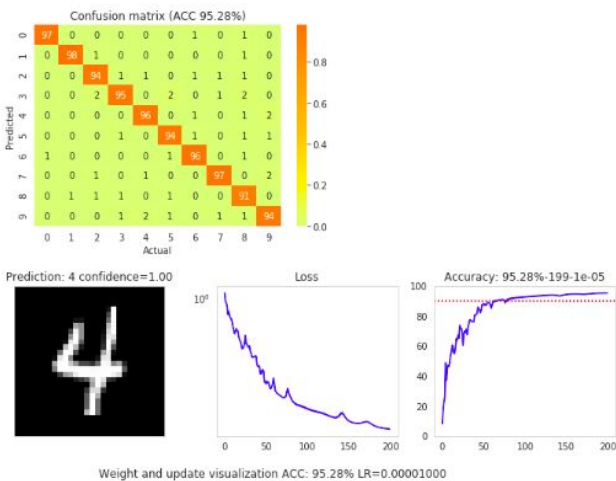 Confusion matrix (ACC 95.28%)
0 97 0 0 0 0 0 1 0 1 0
1 0 98 1 0 0 0 0 0 1 0
2 0 0 94 1 1 0 1 1 1 0
3 0 0 2 95 0 2 0 1 2 0
4 0 0 0 0 96 0 1 0 1 2
5 0 0 0 1 0 94 1 0 1 1
6 1 0 0 0 0 1 96 0 1 0
7 0 0 1 0 1 0 0 97 0 2
8 0 1 1 1 0 1 0 0 91 0
9 0 0 0 1 2 1 0 1 1 94
0 1 2 3 4 5 6 7 8 9
Predicted
Actual
0.8
0.6
0.4
0.2
0.0
Prediction: 4 confidence=1.00
4
Loss
10⁰
0 50 100 150 200
Accuracy: 95.28%-199-1e-05
100
80
60
40
20
0
0 50 100 150 200
Weight and update visualization ACC: 95.28% LR=0.00001000